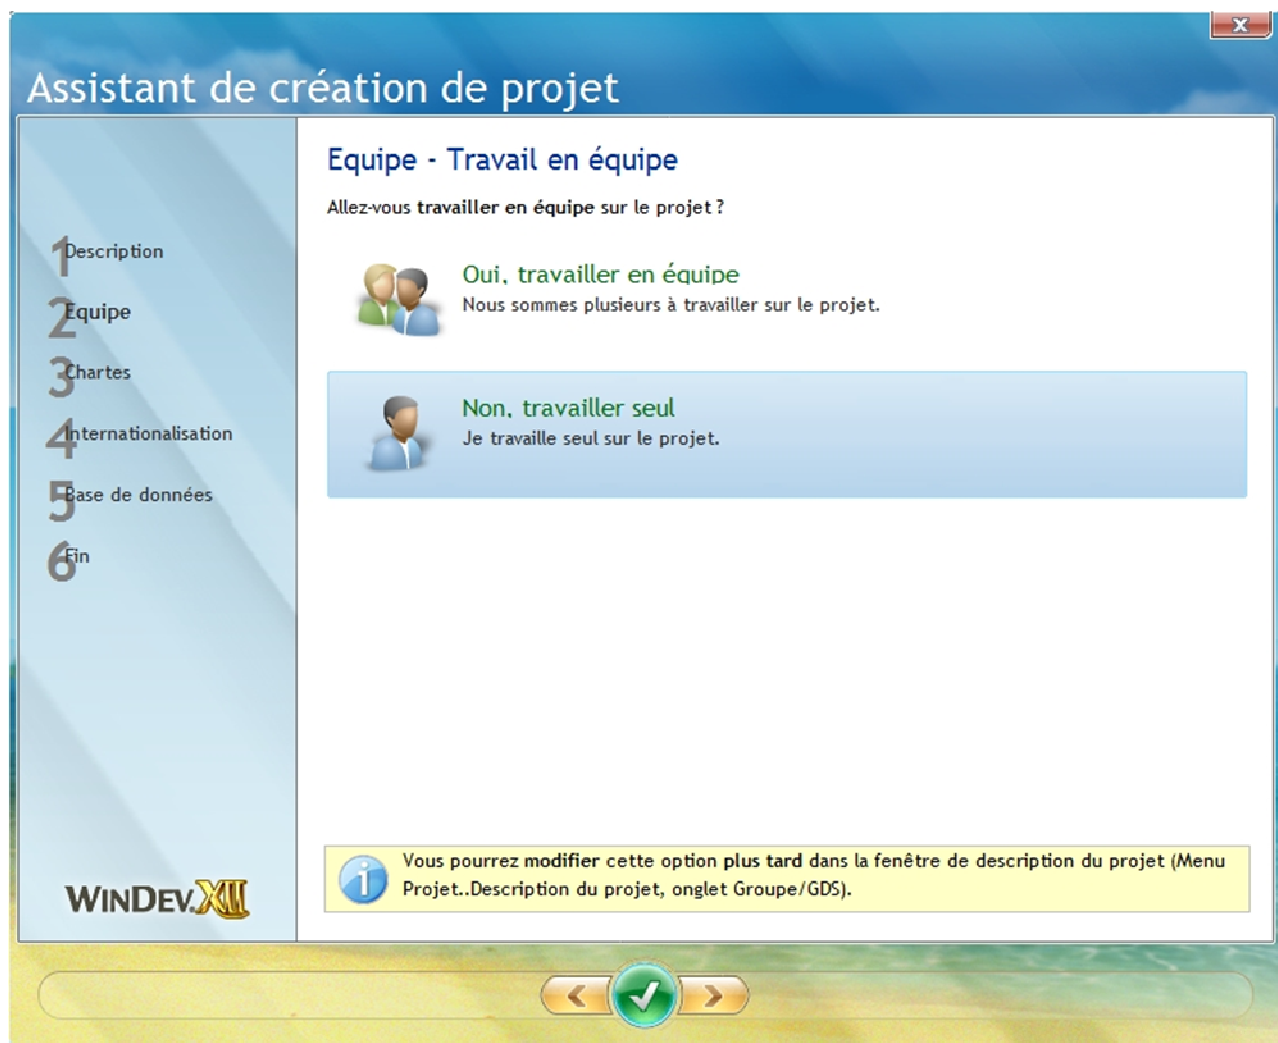 Assistant de création de projet
Equipe - Travail en équipe
Allez-vous travailler en équipe sur le projet ?
1 Description
2 Equipe
3 Chartes
4 Internationalisation
5 Base de données
6 Fin
Oui, travailler en équipe
Nous sommes plusieurs à travailler sur le projet.
Non, travailler seul
Je travaille seul sur le projet.
Vous pourrez modifier cette option plus tard dans la fenêtre de description du projet (Menu
Projet..Description du projet, onglet Groupe/GDS).
WINDEV.XII